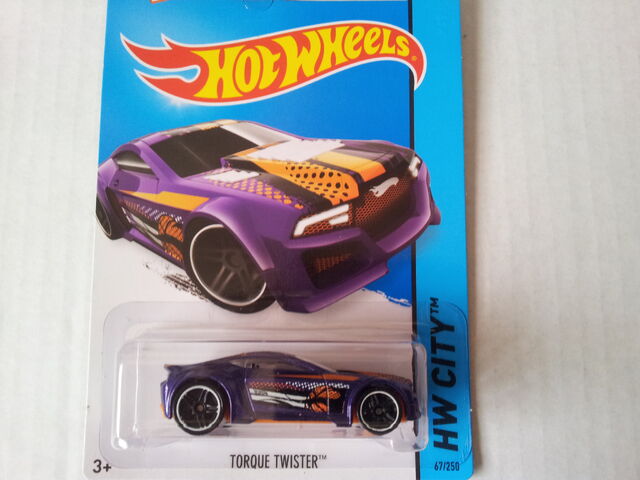 HOT WHEELS
HW CITY™
TORQUE TWISTER™
3+
67/250